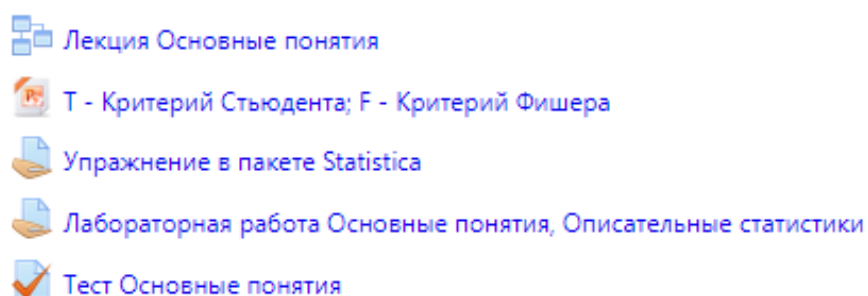 Лекция Основные понятия
Т - Критерий Стьюдента; F - Критерий Фишера
Упражнение в пакете Statistica
Лабораторная работа Основные понятия, Описательные статистики
Тест Основные понятия